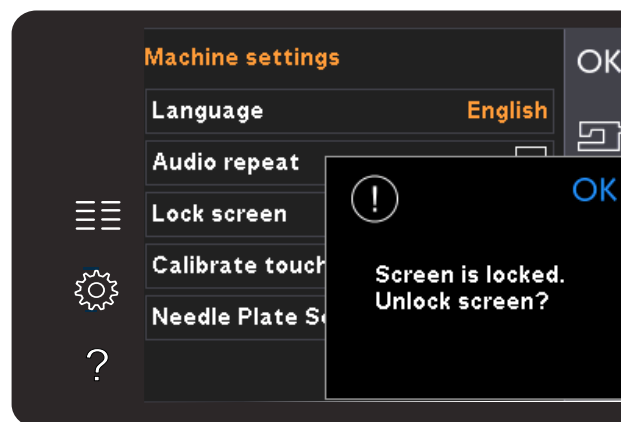 Machine settings
OK
Language English
Audio repeat
Lock screen
OK
Calibrate touch
Needle Plate
Screen is locked.
Unlock screen?
?